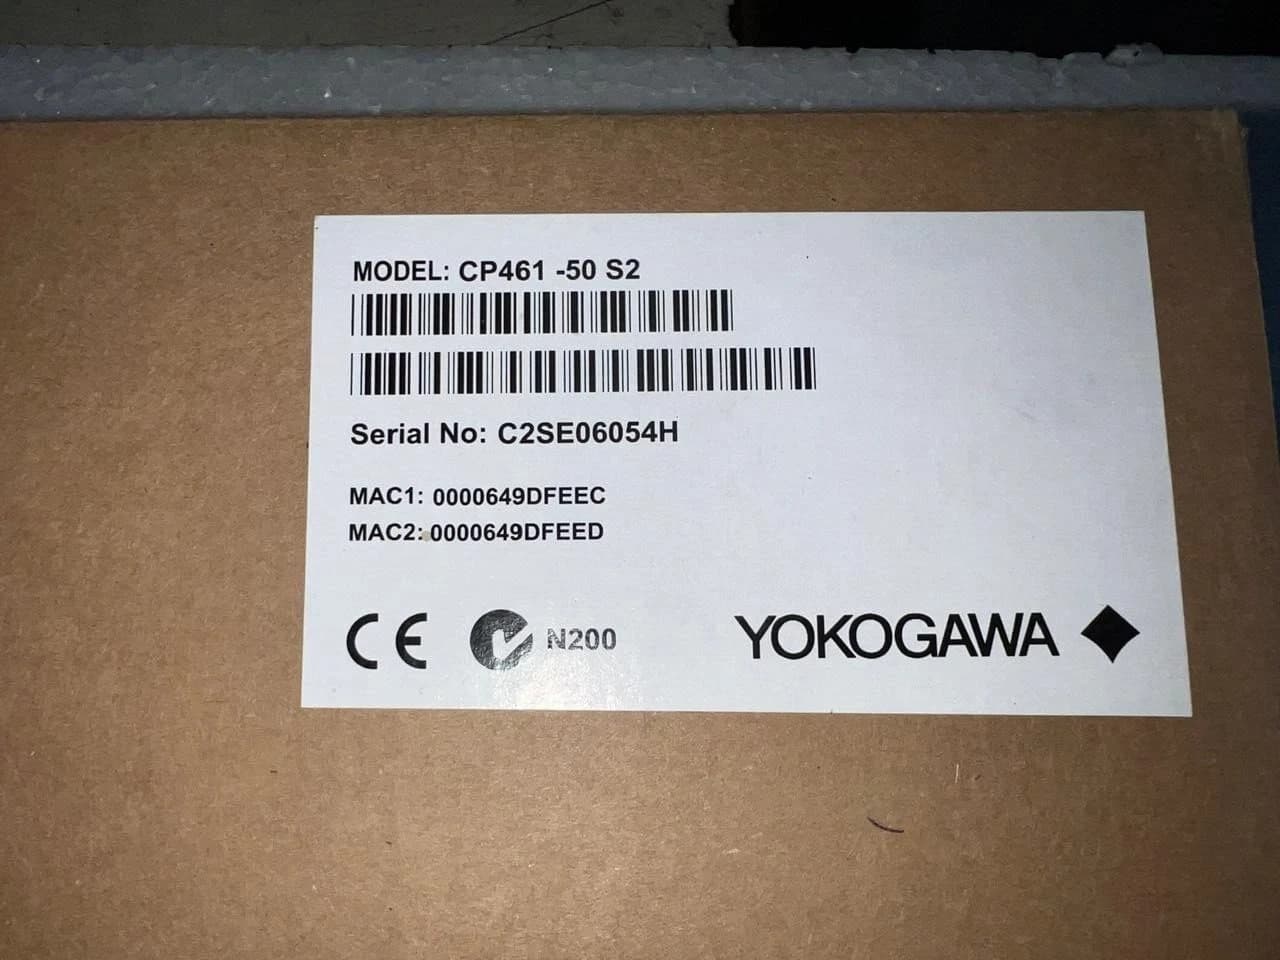 MODEL: CP461 -50 S2
Serial No: C2SE06054H
MAC1: 0000649DFEEC
MAC2: 0000649DFEED
CE N200 YOKOGAWA